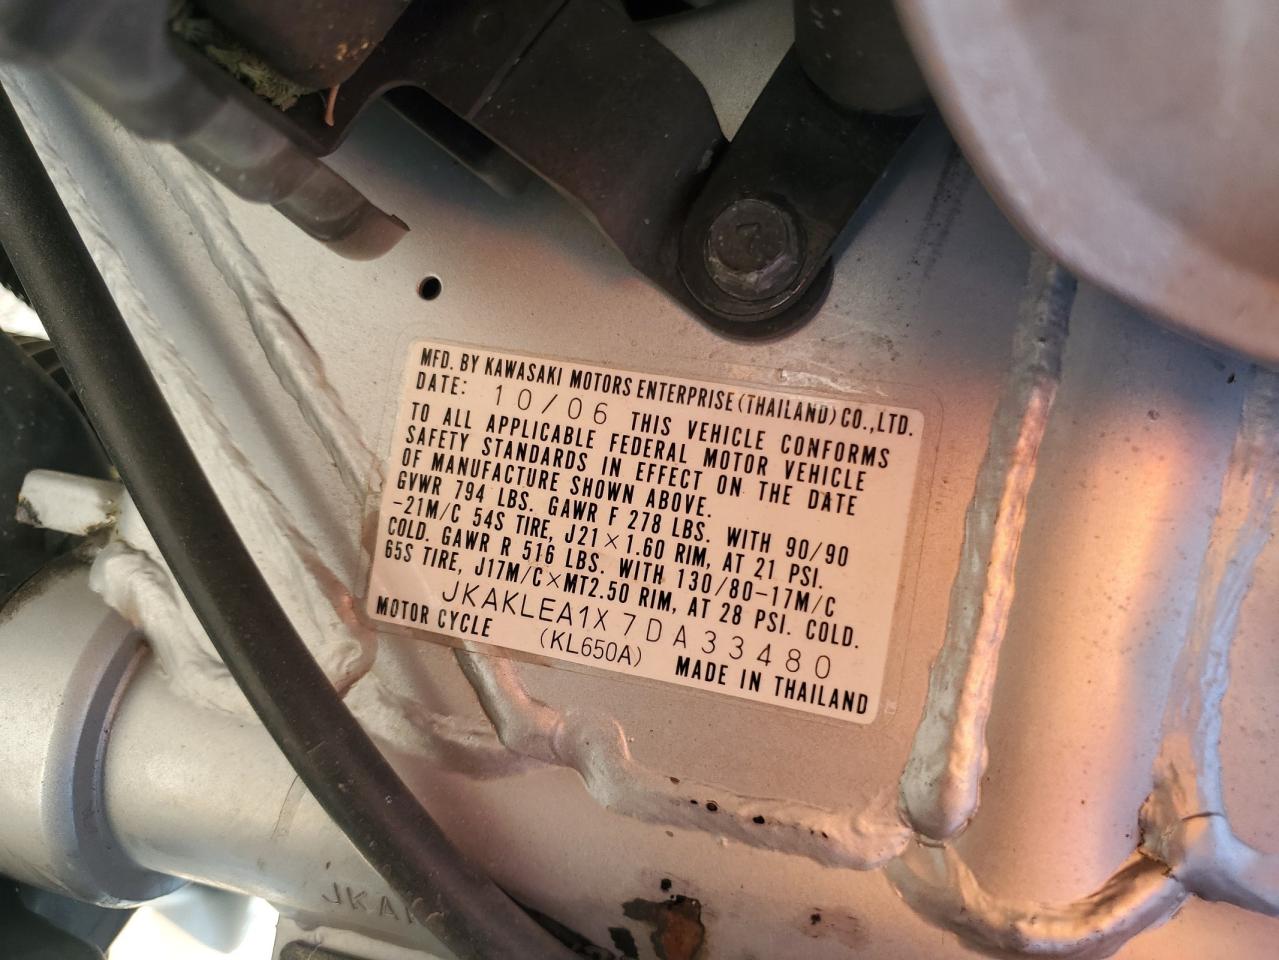 MFD. BY KAWASAKI MOTORS ENTERPRISE (THAILAND) CO., LTD.
DATE: 10/06 THIS VEHICLE CONFORMS
TO ALL APPLICABLE FEDERAL MOTOR VEHICLE
SAFETY STANDARDS IN EFFECT ON THE DATE
OF MANUFACTURE SHOWN ABOVE.
GVWR 794 LBS. GAWR F 278 LBS. WITH 90/90
-21M/C 54S TIRE, J21×1.60 RIM, AT 21 PSI.
COLD. GAWR R 516 LBS. WITH 130/80-17M/C
65S TIRE, J17M/C×MT2.50 RIM, AT 28 PSI. COLD.
JKAKLEA1X7DA33480
MOTOR CYCLE (KL650A) MADE IN THAILAND
JKAK